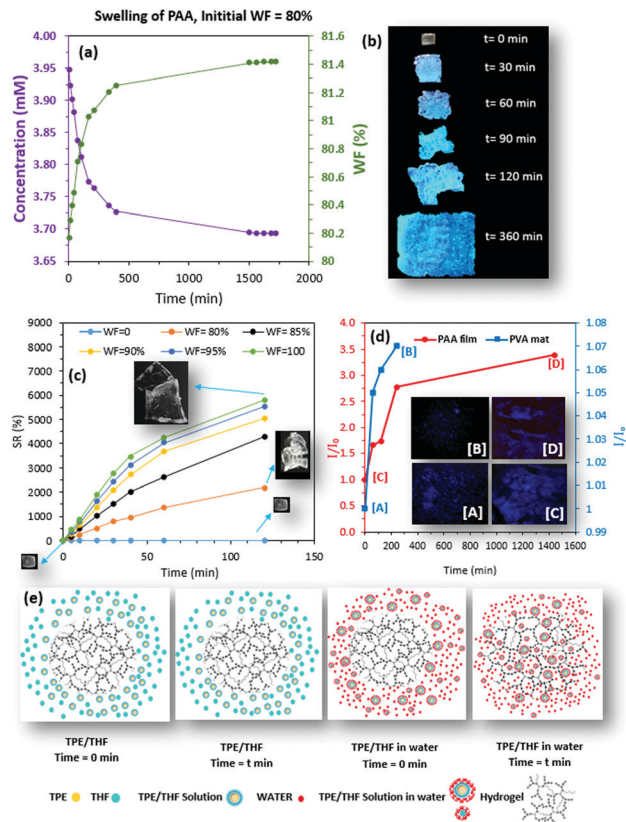 Swelling of PAA, Inititial WF = 80%
(a)
Concentration (mM)
4.00
3.95
3.90
3.85
3.80
3.75
3.70
3.65
81.6
81.4
81.2
81
80.8
80.6
80.4
80.2
80
WF (%)
0 500 1000 1500 2000
Time (min)
(b)
t= 0 min
t= 30 min
t= 60 min
t= 90 min
t= 120 min
t= 360 min
(c)
WF=0 WF= 80% WF= 85%
WF=90% WF=95% WF=100
SR (%)
9000
8000
7000
6000
5000
4000
3000
2000
1000
0
0 50 100 150
Time (min)
(d)
PAA film PVA mat
I/I₀
4.0
3.5
3.0
2.5
2.0
1.5
1.0
0.5
0.0
1.07
1.06
1.05
1.04
1.03
1.02
1.01
1
0.99
I/I₀
[B]
[D]
[C]
[A]
[B] [D]
[A] [C]
0 200 400 600 800 1000 1200 1400 1600
Time (min)
(e)
TPE/THF
Time = 0 min
TPE/THF
Time = t min
TPE/THF in water
Time = 0 min
TPE/THF in water
Time = t min
TPE THF TPE/THF Solution WATER TPE/THF Solution in water Hydrogel